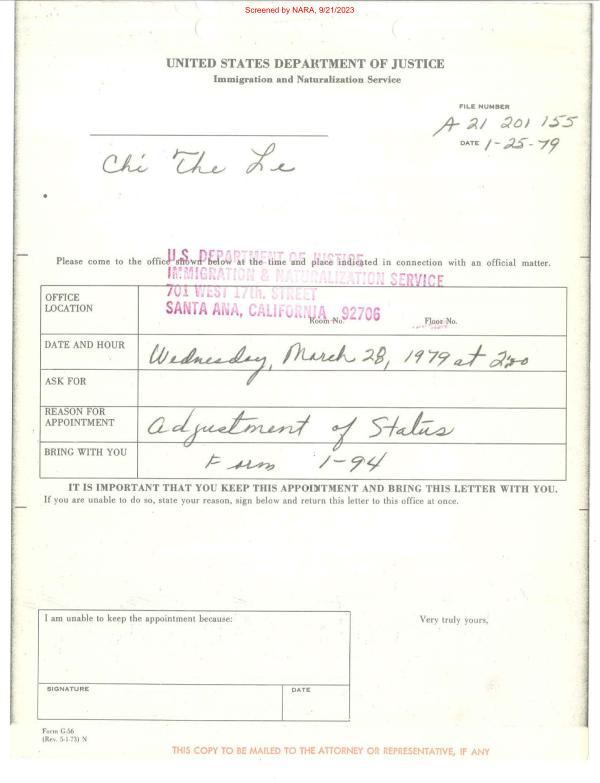 Screened by NARA, 9/21/2023
UNITED STATES DEPARTMENT OF JUSTICE
Immigration and Naturalization Service
FILE NUMBER
A 21 201 155
DATE 1-25-79
Chi The Le
Please come to the office shown below at the time and place indicated in connection with an official matter.
U.S. DEPARTMENT OF JUSTICE
IMMIGRATION & NATURALIZATION SERVICE
701 WEST 17th. STREET
SANTA ANA, CALIFORNIA 92706
OFFICE LOCATION
Room No. Floor No.
DATE AND HOUR
Wednesday, March 28, 1979 at 2:00
ASK FOR
REASON FOR APPOINTMENT
Adjustment of Status
BRING WITH YOU
Form I-94
IT IS IMPORTANT THAT YOU KEEP THIS APPOINTMENT AND BRING THIS LETTER WITH YOU.
If you are unable to do so, state your reason, sign below and return this letter to this office at once.
I am unable to keep the appointment because:
Very truly yours,
SIGNATURE
DATE
Form G-56
(Rev. 5-1-73) N
THIS COPY TO BE MAILED TO THE ATTORNEY OR REPRESENTATIVE, IF ANY